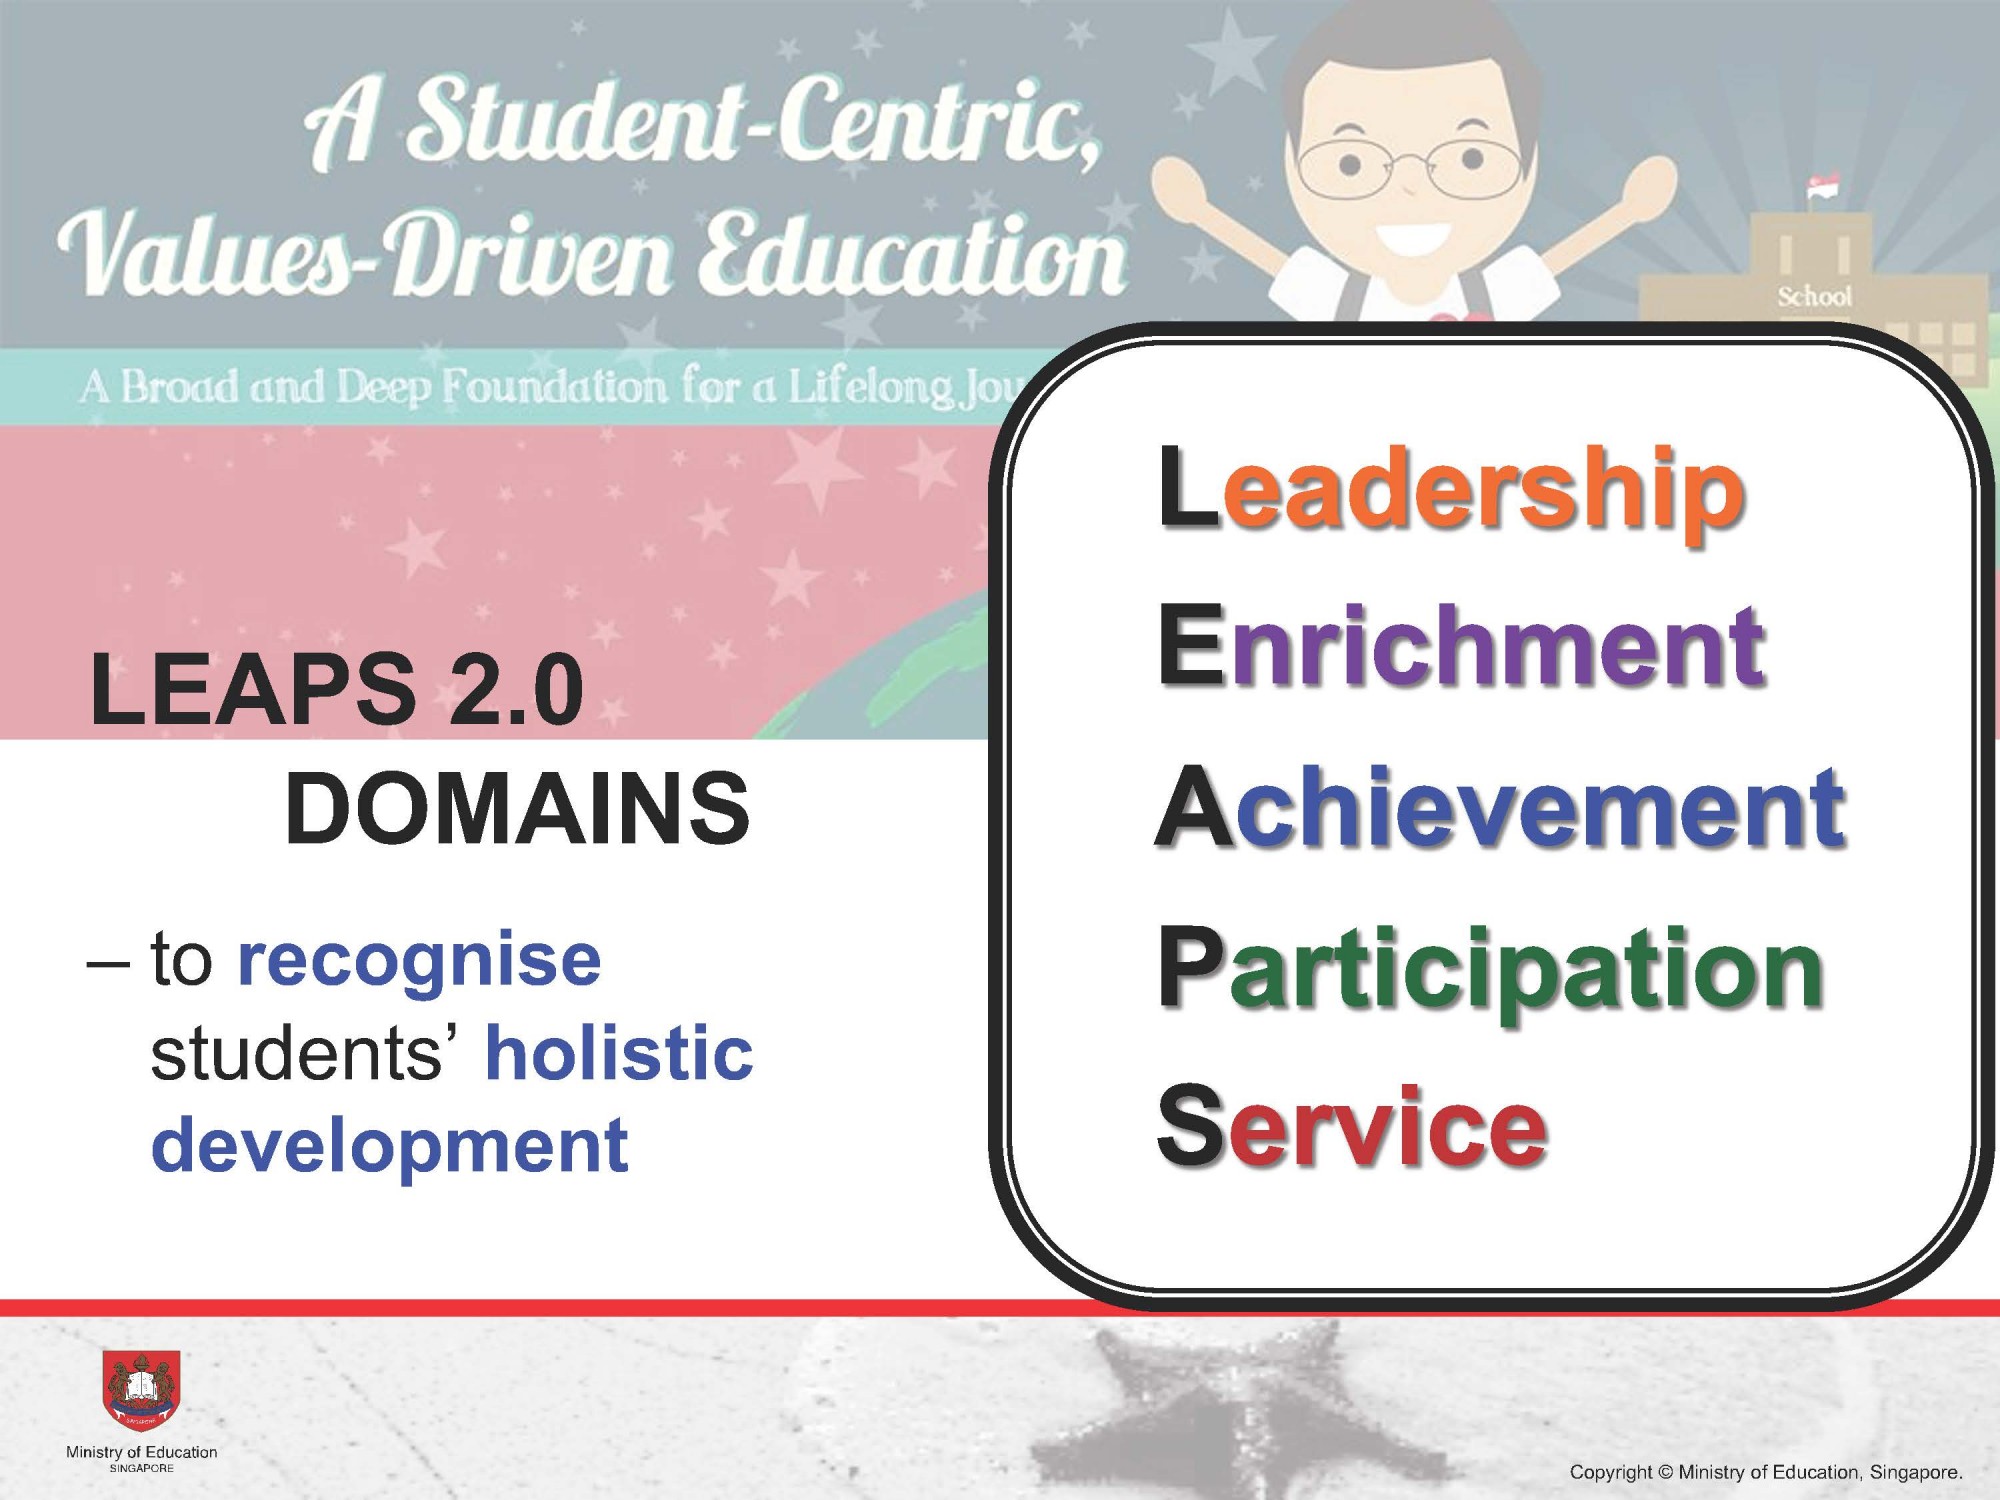 A Student-Centric,
Values-Driven Education
School
A Broad and Deep Foundation for a Lifelong Jou
Leadership
Enrichment
Achievement
Participation
Service
LEAPS 2.0
DOMAINS
– to recognise
students’ holistic
development
SINGAPORE
Ministry of Education
SINGAPORE
Copyright © Ministry of Education, Singapore.